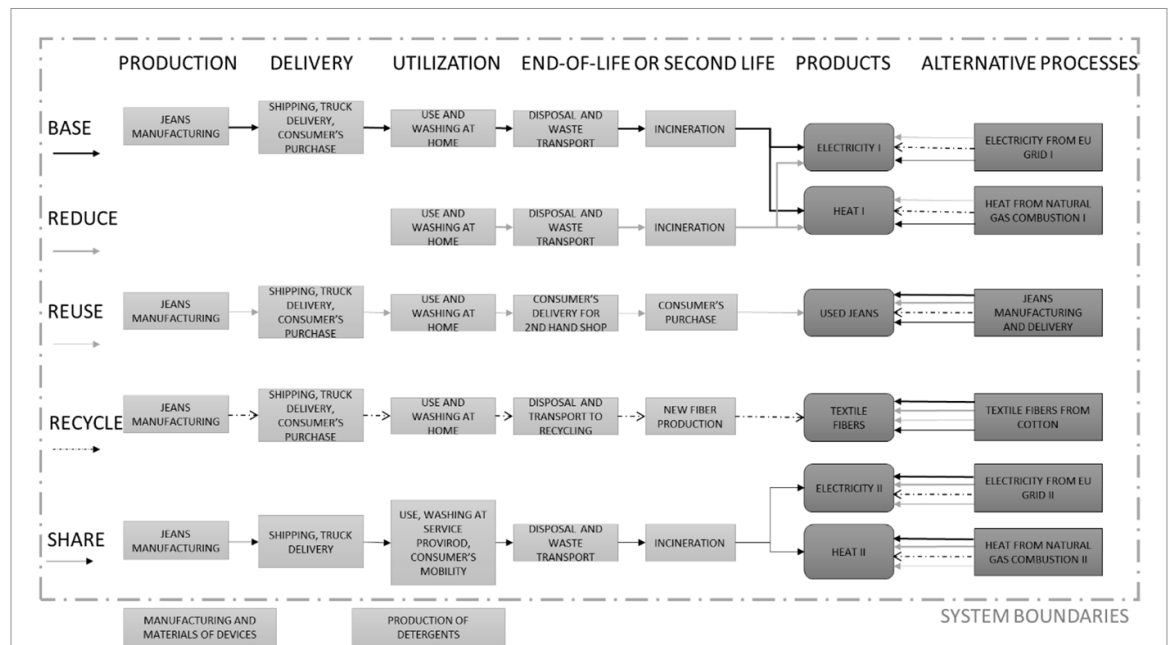 PRODUCTION DELIVERY UTILIZATION END-OF-LIFE OR SECOND LIFE PRODUCTS ALTERNATIVE PROCESSES
BASE
JEANS
MANUFACTURING
SHIPPING, TRUCK
DELIVERY,
CONSUMER'S
PURCHASE
USE AND
WASHING AT
HOME
DISPOSAL AND
WASTE
TRANSPORT
INCINERATION
ELECTRICITY I
ELECTRICITY FROM EU
GRID I
REDUCE
USE AND
WASHING AT
HOME
DISPOSAL AND
WASTE
TRANSPORT
INCINERATION
HEAT I
HEAT FROM NATURAL
GAS COMBUSTION I
REUSE
JEANS
MANUFACTURING
SHIPPING, TRUCK
DELIVERY,
CONSUMER'S
PURCHASE
USE AND
WASHING AT
HOME
CONSUMER'S
DELIVERY FOR
2ND HAND SHOP
CONSUMER'S
PURCHASE
USED JEANS
JEANS
MANUFACTURING
AND DELIVERY
RECYCLE
JEANS
MANUFACTURING
SHIPPING, TRUCK
DELIVERY,
CONSUMER'S
PURCHASE
USE AND
WASHING AT
HOME
DISPOSAL AND
TRANSPORT TO
RECYCLING
NEW FIBER
PRODUCTION
TEXTILE
FIBERS
TEXTILE FIBERS FROM
COTTON
SHARE
JEANS
MANUFACTURING
SHIPPING, TRUCK
DELIVERY
USE, WASHING AT
SERVICE
PROVIROD,
CONSUMER'S
MOBILITY
DISPOSAL AND
WASTE
TRANSPORT
INCINERATION
ELECTRICITY II
ELECTRICITY FROM EU
GRID II
HEAT II
HEAT FROM NATURAL
GAS COMBUSTION II
MANUFACTURING AND
MATERIALS OF DEVICES
PRODUCTION OF
DETERGENTS
SYSTEM BOUNDARIES